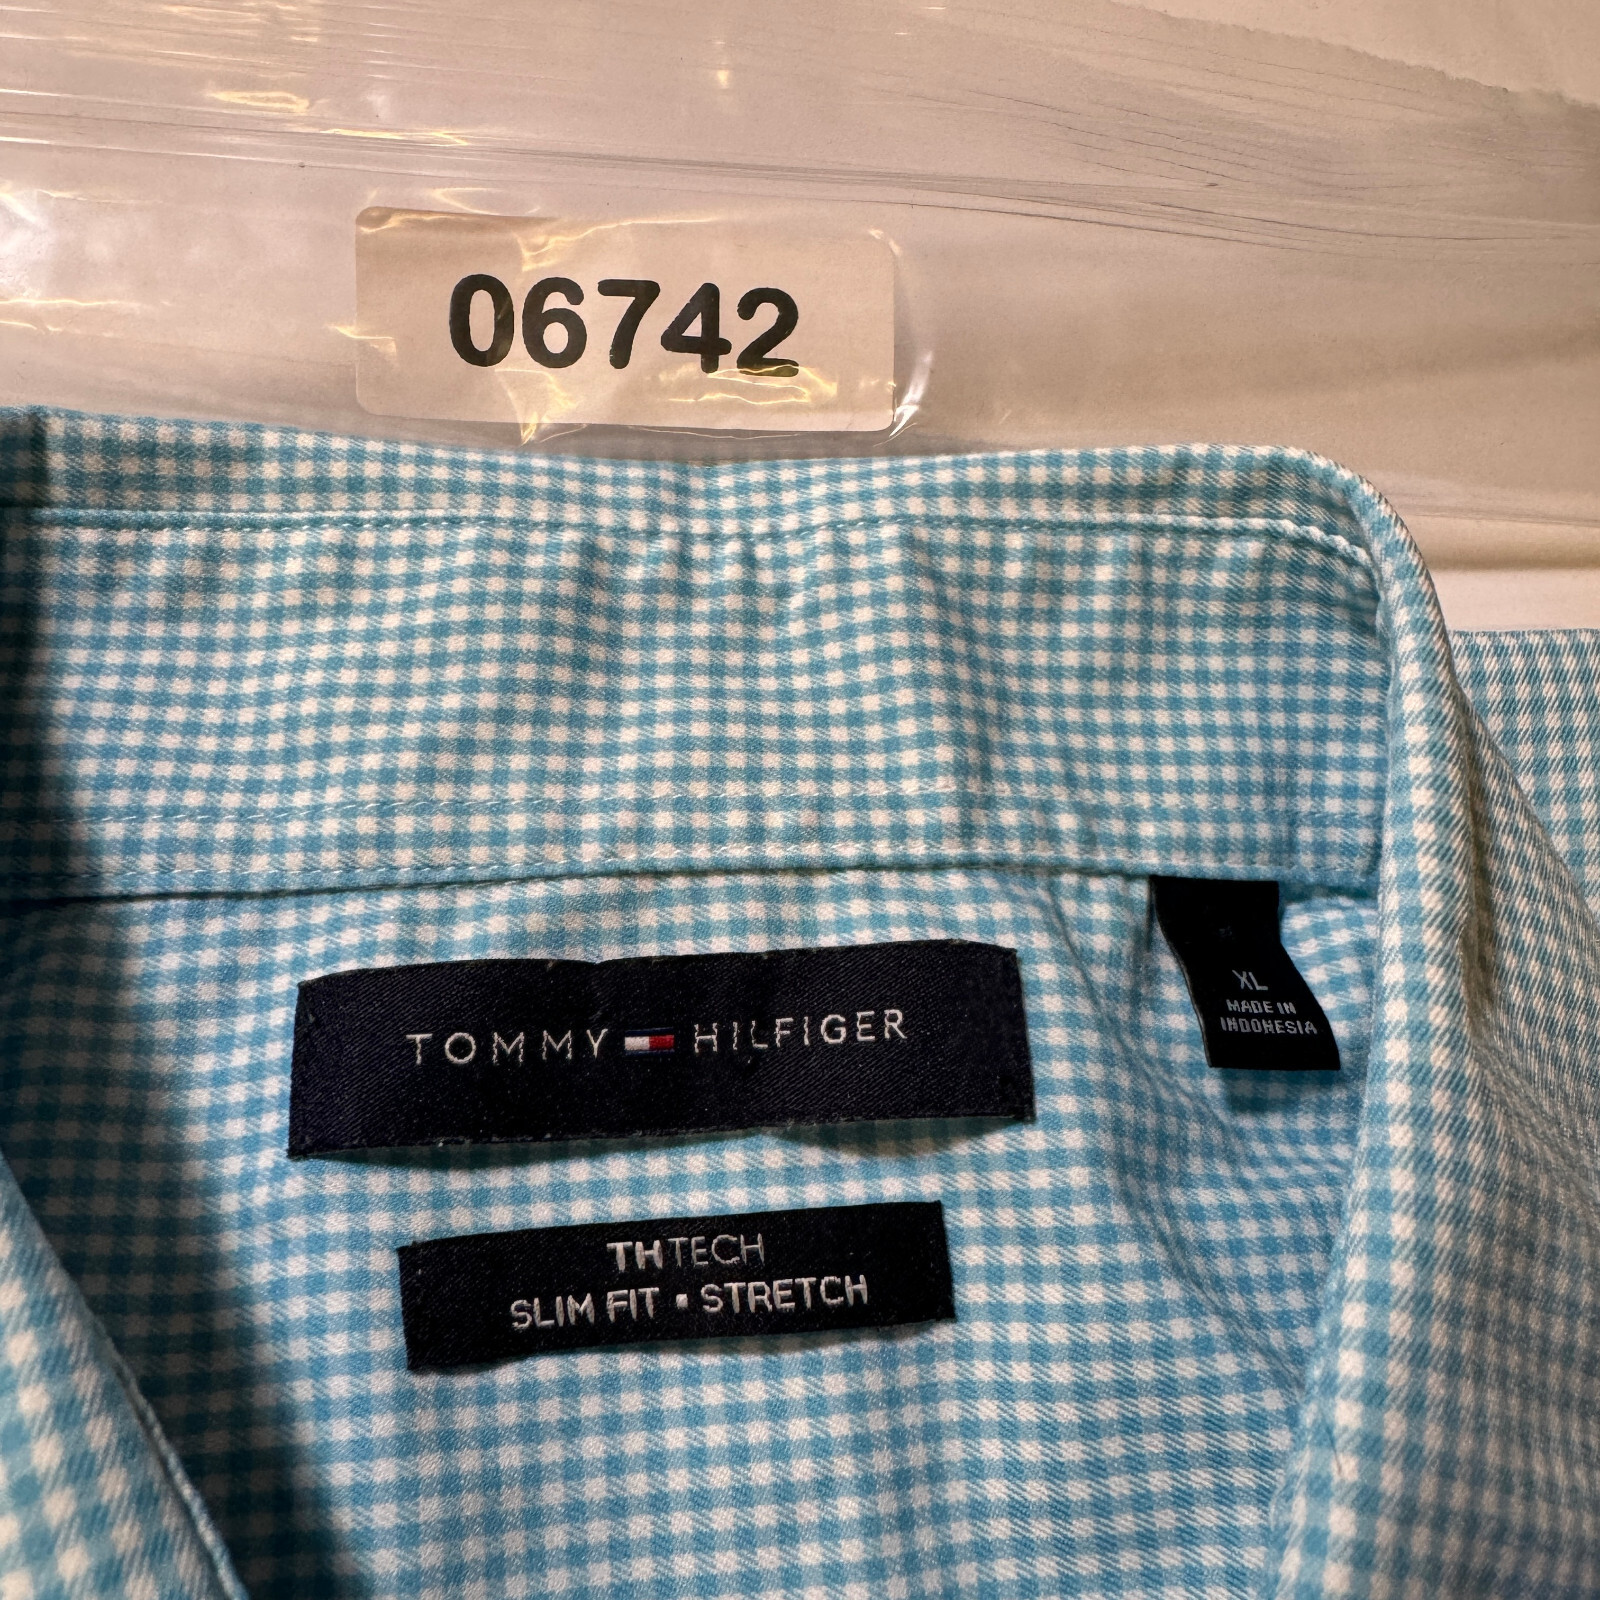 06742
TOMMY HILFIGER
XL
MADE IN
INDONESIA
THTECH
SLIM FIT ▪ STRETCH